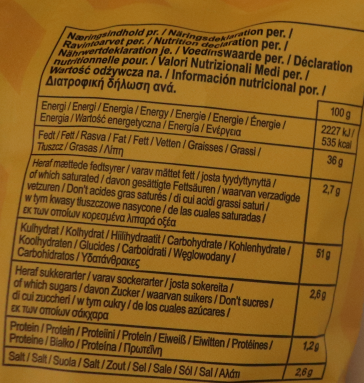 Næringsindhold pr. / Näringsdeklaration per. /
Ravintoarvet per. / Nutrition declaration per. /
Nährwertdeklaration je. / Voedinswaarde per. / Déclaration
nutritionnelle pour. / Valori Nutrizionali Medi per. /
Wartość odżywcza na. / Información nutricional por. /
Διατροφική δήλωση ανά.
100 g
Energi / Energi / Energia / Energy / Energie / Energie / Énergie /
Energia / Wartość energetyczna / Energía / Ενέργεια
2227 kJ
535 kcal
Fedt / Fett / Rasva / Fat / Fett / Vetten / Graisses / Grassi /
Tłuszcz / Grasas / Λίπη
36 g
Heraf mættede fedtsyrer / varav mättet fett / josta tyydyttynyttä /
of which saturated / davon gesättigte Fettsäuren / waarvan verzadigde
vetzuren / Don't acides gras saturés / di cui acidi grassi saturi /
w tym kwasy tłuszczowe nasycone / de las cuales saturadas /
εκ των οποίων κορεσμένα λιπαρά οξέα
2,7 g
Kulhydrat / Kolhydrat / Hiilihydraatit / Carbohydrate / Kohlenhydrate /
Koolhydraten / Glucides / Carboidrati / Węglowodany /
Carbohidratos / Υδατάνθρακες
51 g
Heraf sukkerarter / varav sockerarter / josta sokereita /
of which sugars / davon Zucker / waarvan suikers / Don't sucres /
di cui zuccheri / w tym cukry / de los cuales azúcares /
εκ των οποίων σάκχαρα
2,6 g
Protein / Protein / Proteiini / Protein / Eiweiß / Eiwitten / Protéines /
Proteine / Białko / Proteína / Πρωτεΐνη
1,2 g
Salt / Salt / Suola / Salt / Zout / Sel / Sale / Sól / Sal / Αλάτι
2,6 g